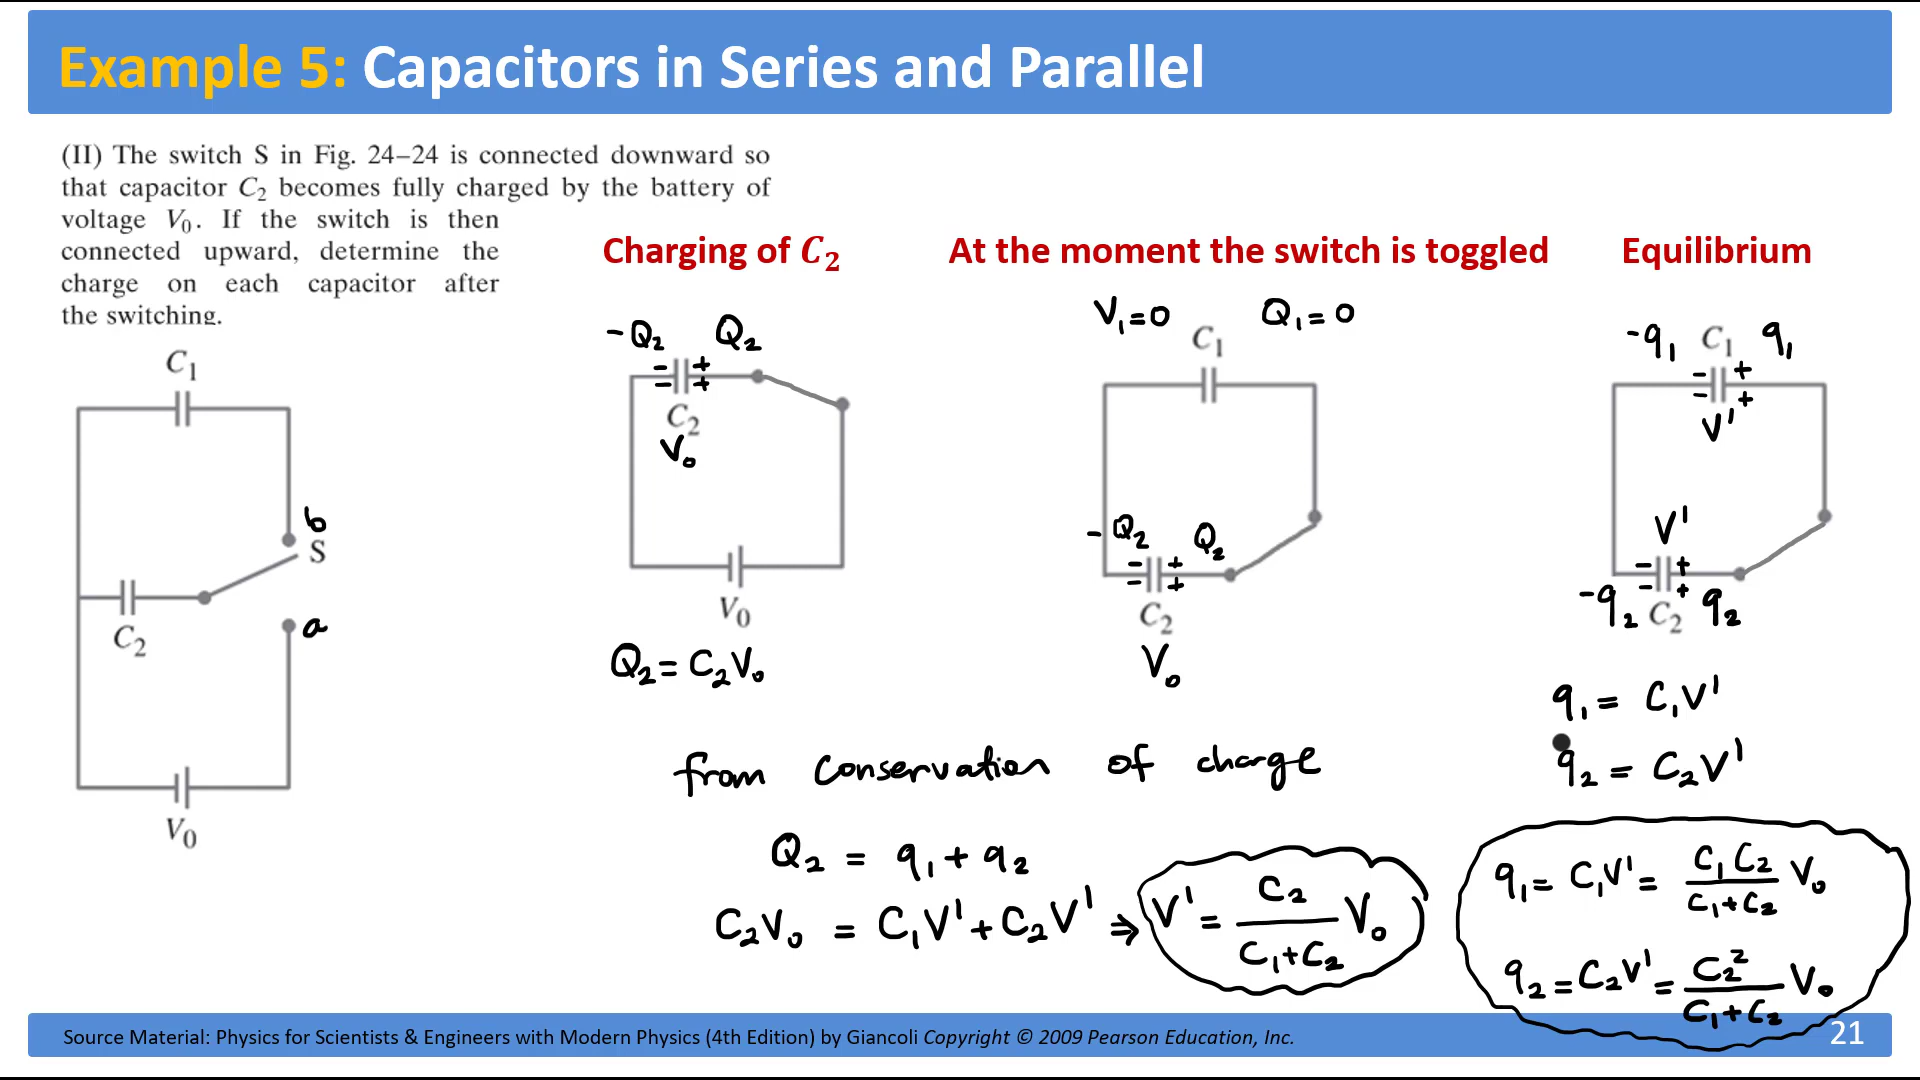 Example 5: Capacitors in Series and Parallel
(II) The switch S in Fig. 24–24 is connected downward so
that capacitor C₂ becomes fully charged by the battery of
voltage V₀. If the switch is then
connected upward, determine the
charge on each capacitor after
the switching.
C₁
b
S
C₂
a
V₀
Charging of C₂
-Q₂ Q₂
- +
- +
C₂
V₀
V₀
Q₂ = C₂V₀
At the moment the switch is toggled
V₁ = 0 Q₁ = 0
C₁
-Q₂ Q₂
- +
- +
C₂
V₀
Equilibrium
-q₁ C₁ q₁
- +
- +
V'
V'
- +
- +
-q₂ C₂ q₂
q₁ = C₁V'
q₂ = C₂V'
from conservation of charge
Q₂ = q₁ + q₂
C₂V₀ = C₁V' + C₂V' ⇒ V' = C₂/(C₁+C₂) V₀
q₁ = C₁V' = C₁C₂/(C₁+C₂) V₀
q₂ = C₂V' = C₂²/(C₁+C₂) V₀
Source Material: Physics for Scientists & Engineers with Modern Physics (4th Edition) by Giancoli Copyright © 2009 Pearson Education, Inc.
21